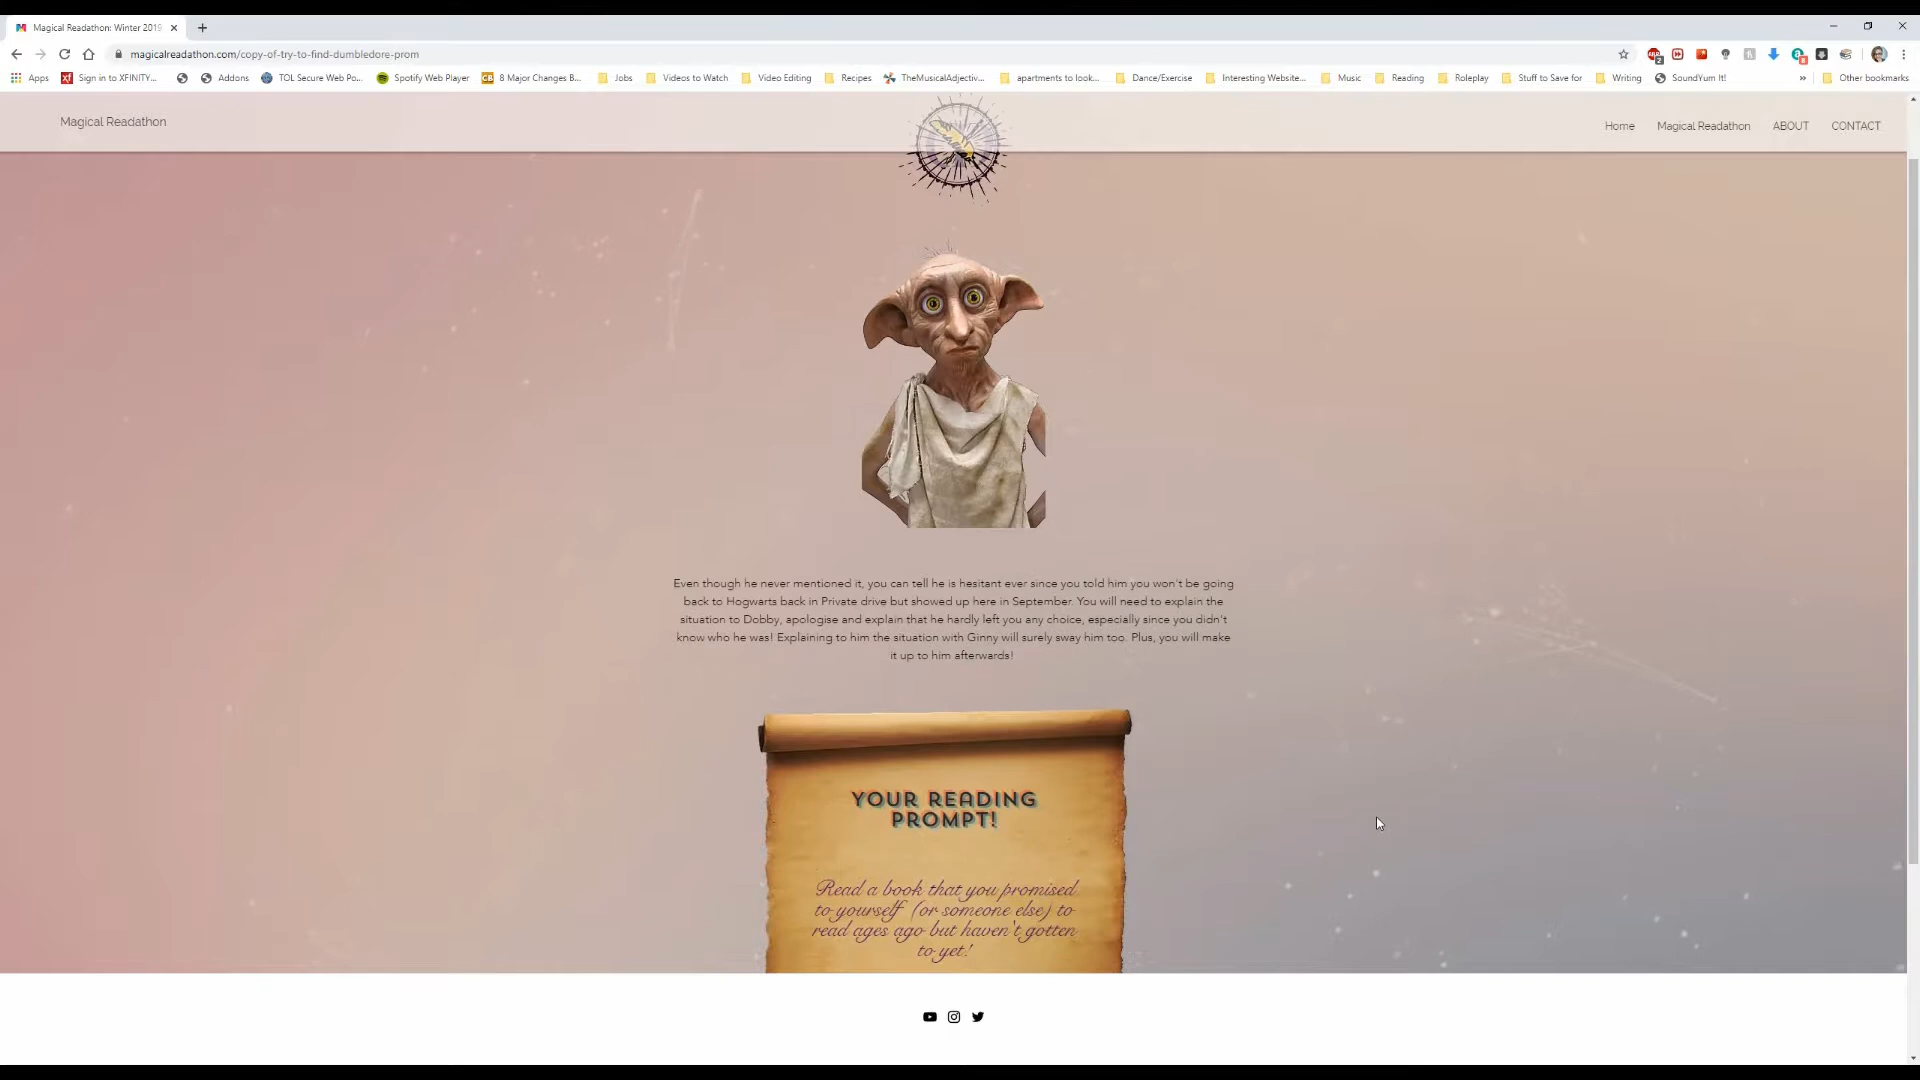 Magical Readathon: Winter 2019
magicalreadathon.com/copy-of-try-to-find-dumbledore-prom
Apps Sign in to XFINITY... Addons TOL Secure Web Po... Spotify Web Player 8 Major Changes B... Jobs Videos to Watch Video Editing Recipes TheMusicalAdjectiv... apartments to look... Dance/Exercise Interesting Website... Music Reading Roleplay Stuff to Save for Writing SoundYum It! » Other bookmarks
Magical Readathon Home Magical Readathon ABOUT CONTACT
Even though he never mentioned it, you can tell he is hesitant ever since you told him you won't be going
back to Hogwarts back in Private drive but showed up here in September. You will need to explain the
situation to Dobby, apologise and explain that he hardly left you any choice, especially since you didn't
know who he was! Explaining to him the situation with Ginny will surely sway him too. Plus, you will make
it up to him afterwards!
YOUR READING
PROMPT!
Read a book that you promised
to yourself (or someone else) to
read ages ago but haven't gotten
to yet!